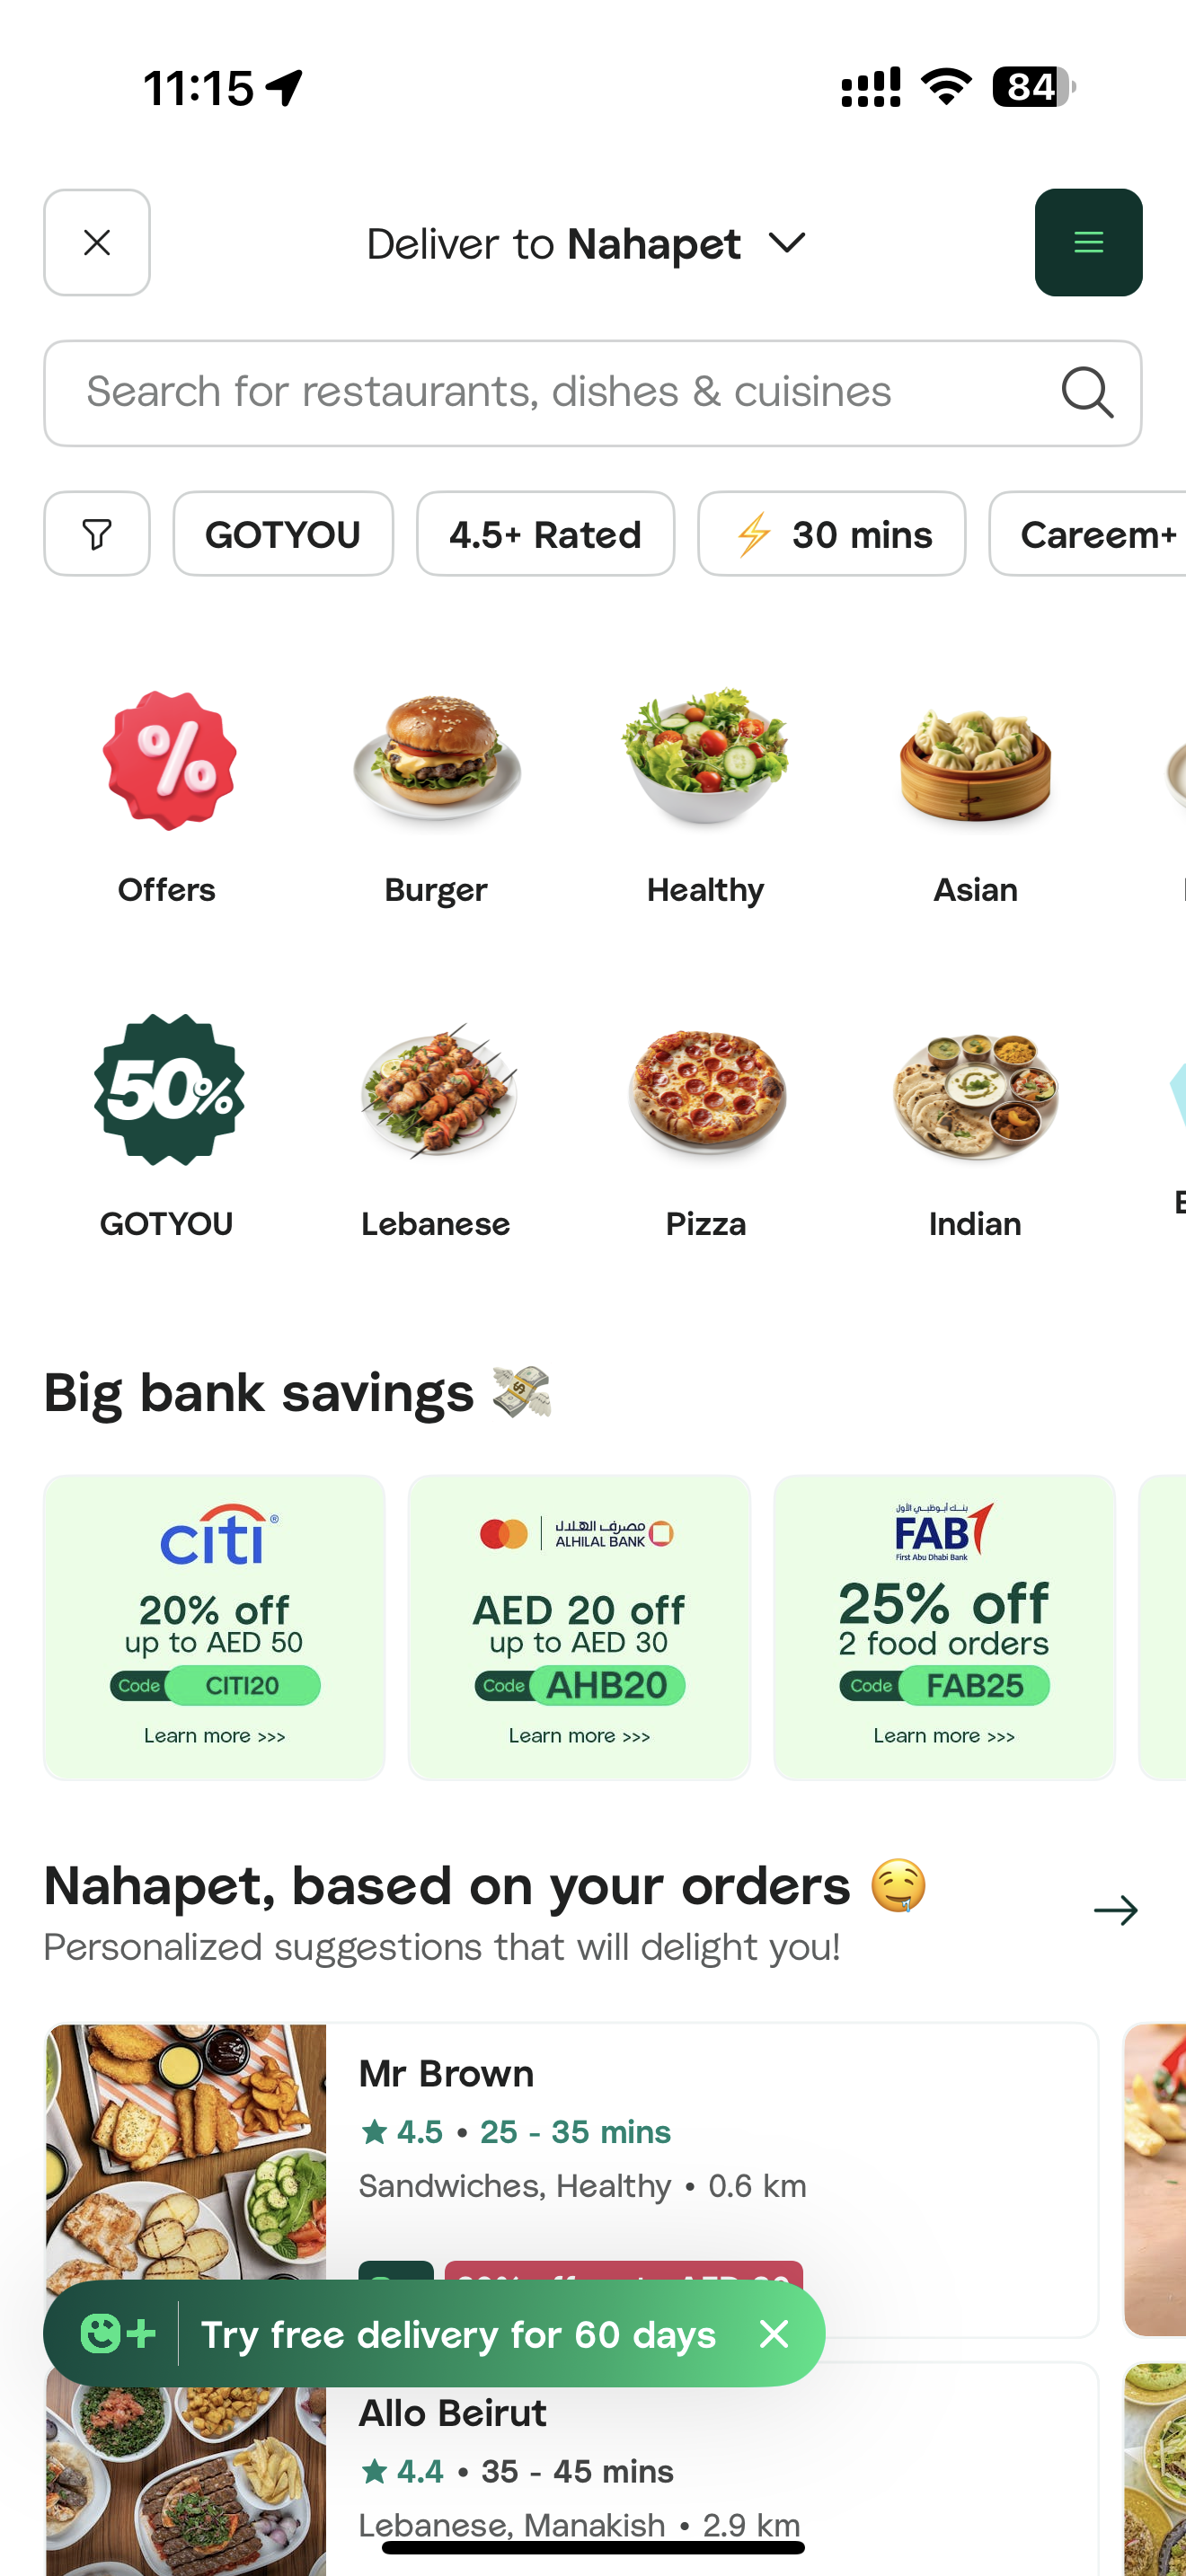 11:15
84
Deliver to Nahapet
Search for restaurants, dishes & cuisines
GOTYOU
4.5+ Rated
30 mins
Careem+
%
Offers
Burger
Healthy
Asian
50%
GOTYOU
Lebanese
Pizza
Indian
Big bank savings
citi®
20% off
up to AED 50
Code CITI20
Learn more >>>
مصرف الهلال
ALHILAL BANK
AED 20 off
up to AED 30
Code AHB20
Learn more >>>
بنك أبوظبي الأول
FAB
First Abu Dhabi Bank
25% off
2 food orders
Code FAB25
Learn more >>>
Nahapet, based on your orders
Personalized suggestions that will delight you!
Mr Brown
4.5 • 25 - 35 mins
Sandwiches, Healthy • 0.6 km
Try free delivery for 60 days
Allo Beirut
4.4 • 35 - 45 mins
Lebanese, Manakish • 2.9 km